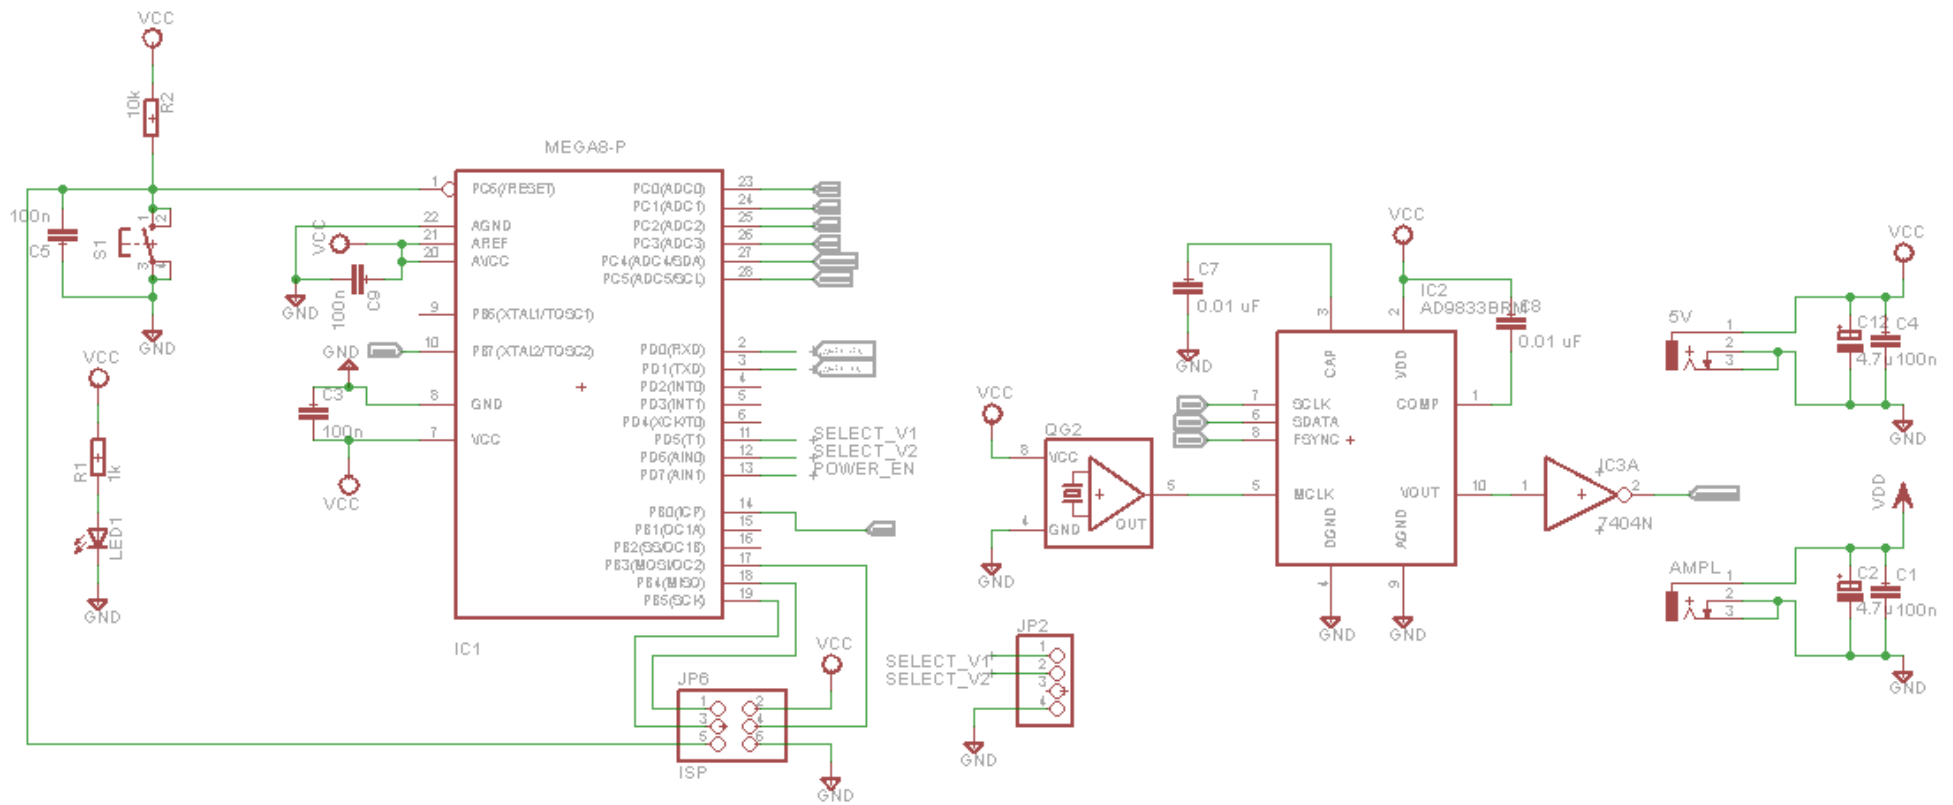 VCC
10k
R2
100n
C5
S1
1
2
3
4
GND
VCC
R1
1k
LED1
GND
MEGA8-P
IC1
1
PC6(/RESET)
22
AGND
21
AREF
20
AVCC
VCC
100n
C9
GND
9
PB6(XTAL1/TOSC1)
10
PB7(XTAL2/TOSC2)
GND
C3
100n
8
GND
7
VCC
VCC
PC0(ADC0)
23
PC1(ADC1)
24
PC2(ADC2)
25
PC3(ADC3)
26
PC4(ADC4/SDA)
27
PC5(ADC5/SCL)
28
PD0(RXD)
2
PD1(TXD)
3
PD2(INT0)
4
PD3(INT1)
5
PD4(XCK/T0)
6
PD5(T1)
11
SELECT_V1
PD6(AIN0)
12
SELECT_V2
PD7(AIN1)
13
POWER_EN
PB0(ICP)
14
PB1(OC1A)
15
PB2(SS/OC1B)
16
PB3(MOSI/OC2)
17
PB4(MISO)
18
PB5(SCK)
19
JP6
1
2
3
4
5
6
ISP
VCC
GND
JP2
SELECT_V1
1
SELECT_V2
2
3
4
GND
VCC
QG2
8
VCC
4
GND
OUT
5
GND
C7
0.01 uF
GND
VCC
IC2
AD9833BRM
C8
0.01 uF
3
CAP
2
VDD
7
SCLK
6
SDATA
8
FSYNC
COMP
1
5
MCLK
VOUT
10
DGND
4
AGND
9
GND
GND
1
IC3A
2
7404N
5V
1
2
3
VCC
C12
4.7u
C4
100n
GND
VDD
AMPL
1
2
3
C2
4.7u
C1
100n
GND